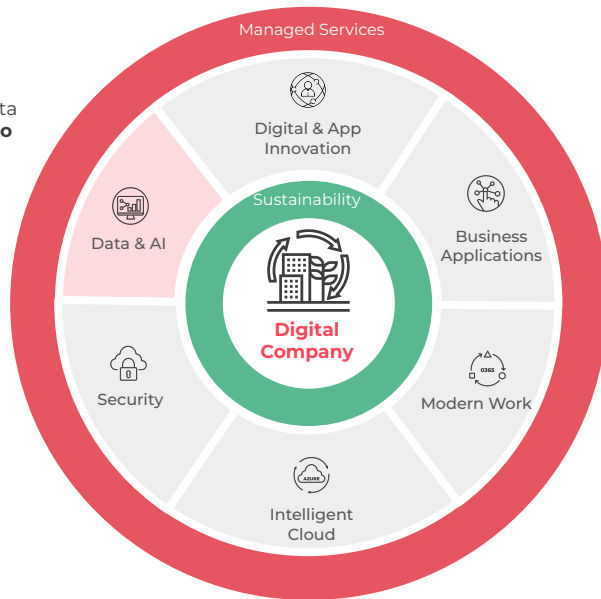 Managed Services
ta
o
Digital & App
Innovation
Sustainability
Data & AI
Business
Applications
Digital
Company
O365
Security
Modern Work
AZURE
Intelligent
Cloud